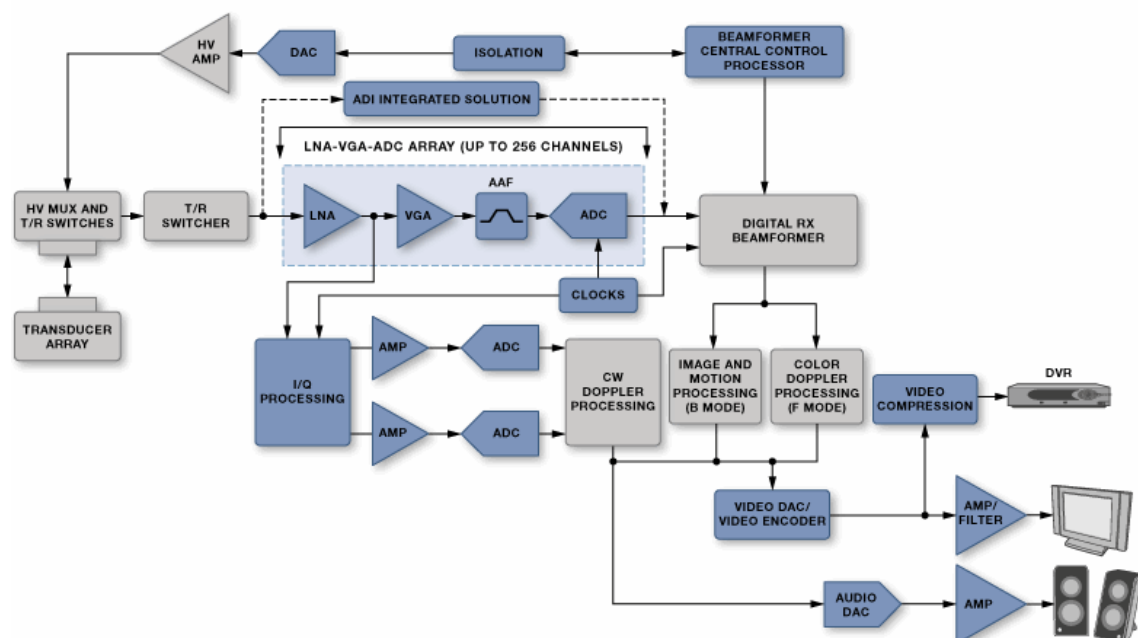 HV
AMP
DAC
ISOLATION
BEAMFORMER
CENTRAL CONTROL
PROCESSOR
ADI INTEGRATED SOLUTION
LNA-VGA-ADC ARRAY (UP TO 256 CHANNELS)
HV MUX AND
T/R SWITCHES
T/R
SWITCHER
LNA
VGA
AAF
ADC
DIGITAL RX
BEAMFORMER
CLOCKS
TRANSDUCER
ARRAY
I/Q
PROCESSING
AMP
ADC
AMP
ADC
CW
DOPPLER
PROCESSING
IMAGE AND
MOTION
PROCESSING
(B MODE)
COLOR
DOPPLER
PROCESSING
(F MODE)
VIDEO
COMPRESSION
DVR
VIDEO DAC/
VIDEO ENCODER
AMP/
FILTER
AUDIO
DAC
AMP